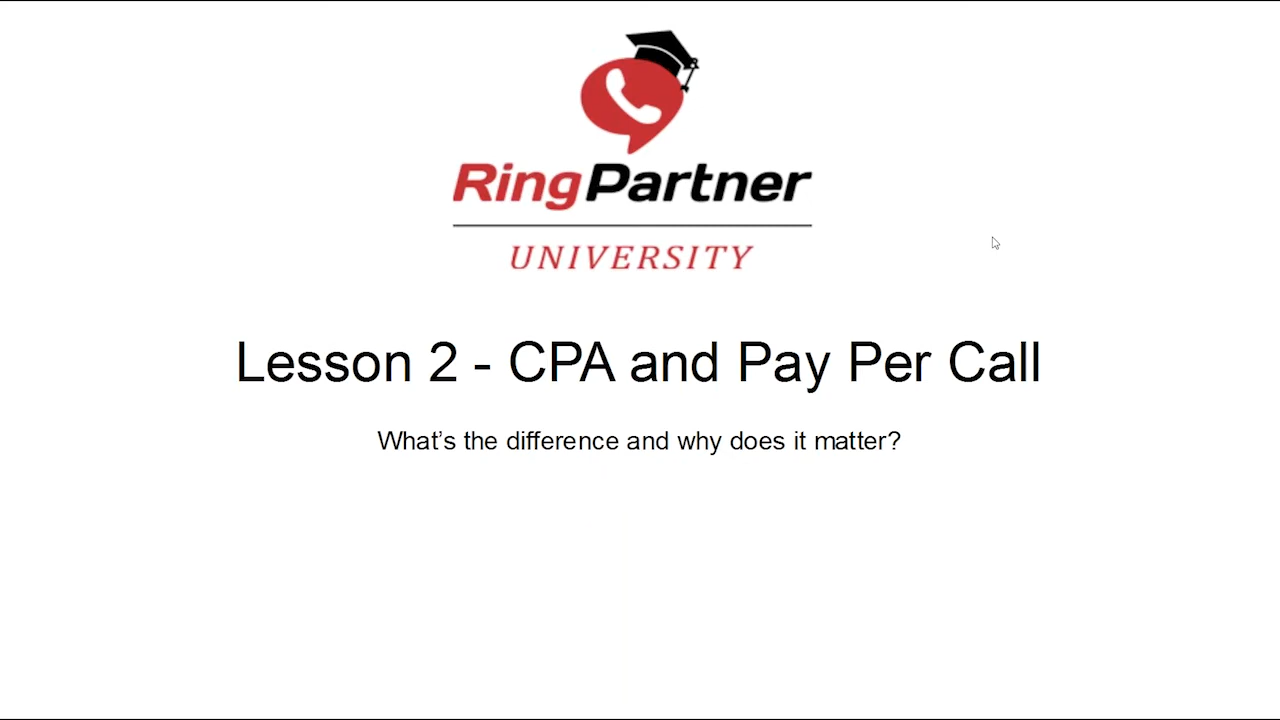 RingPartner
UNIVERSITY
Lesson 2 - CPA and Pay Per Call
What's the difference and why does it matter?